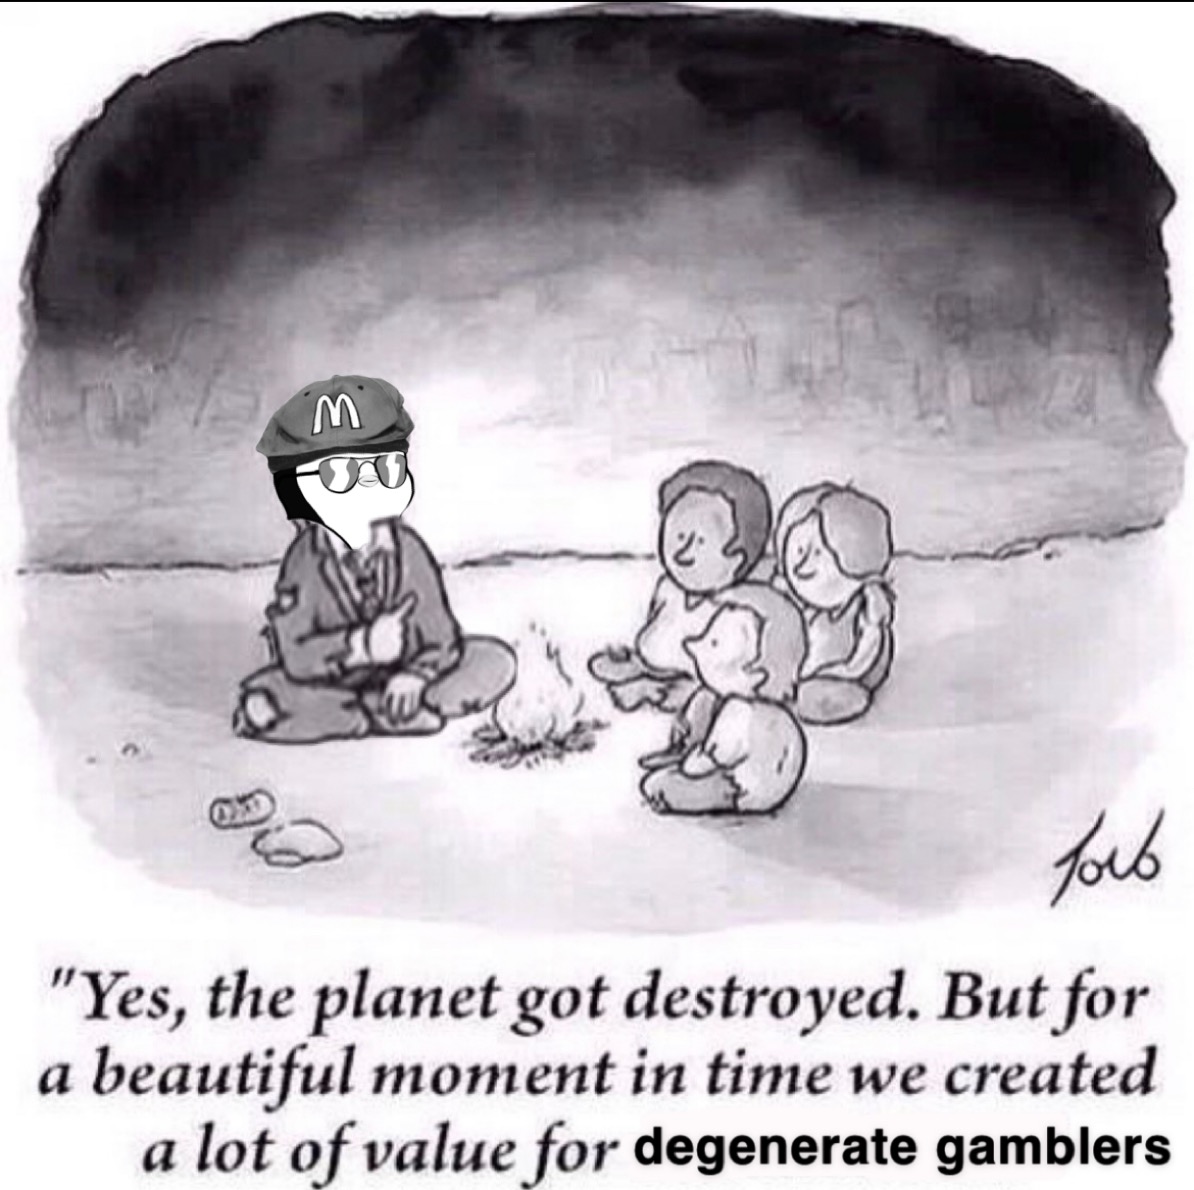 M
Toro
"Yes, the planet got destroyed. But for
a beautiful moment in time we created
a lot of value for degenerate gamblers